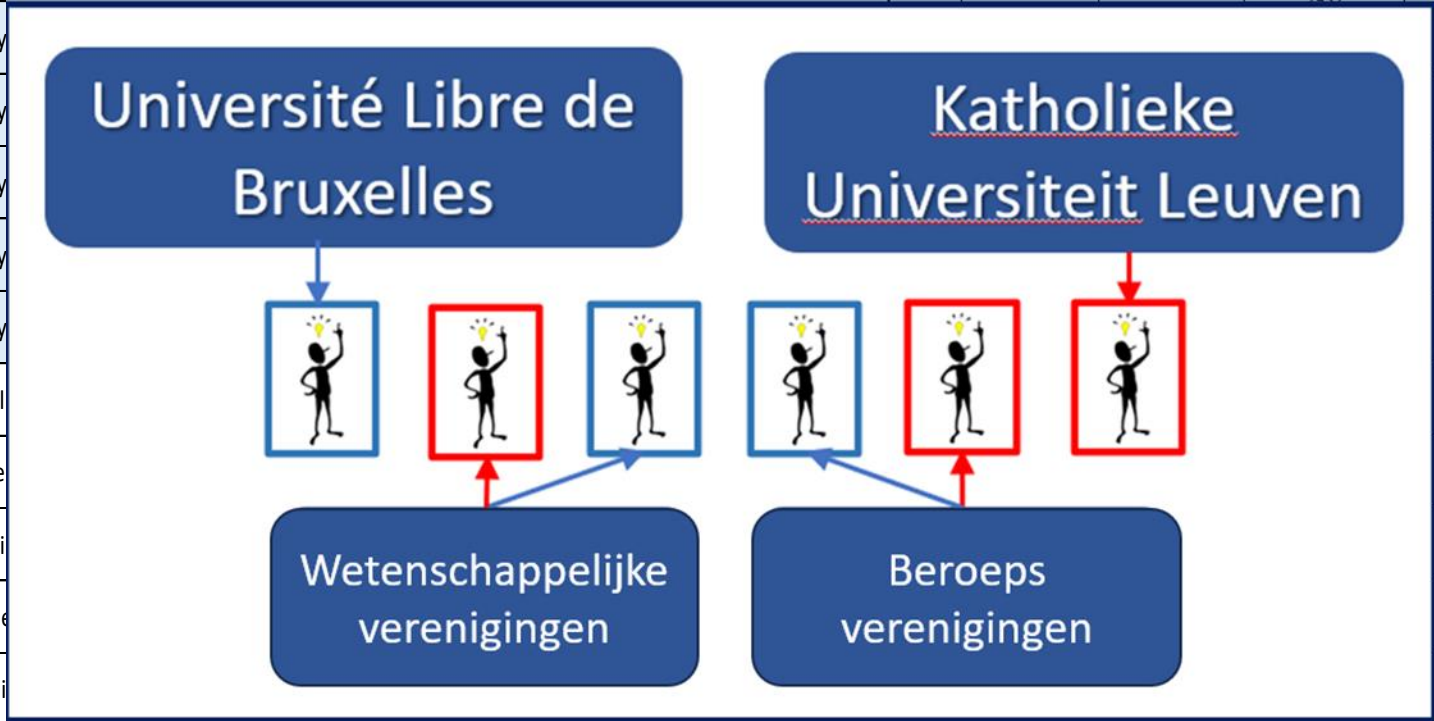 Université Libre de
Bruxelles
Katholieke
Universiteit Leuven
Wetenschappelijke
verenigingen
Beroeps
verenigingen